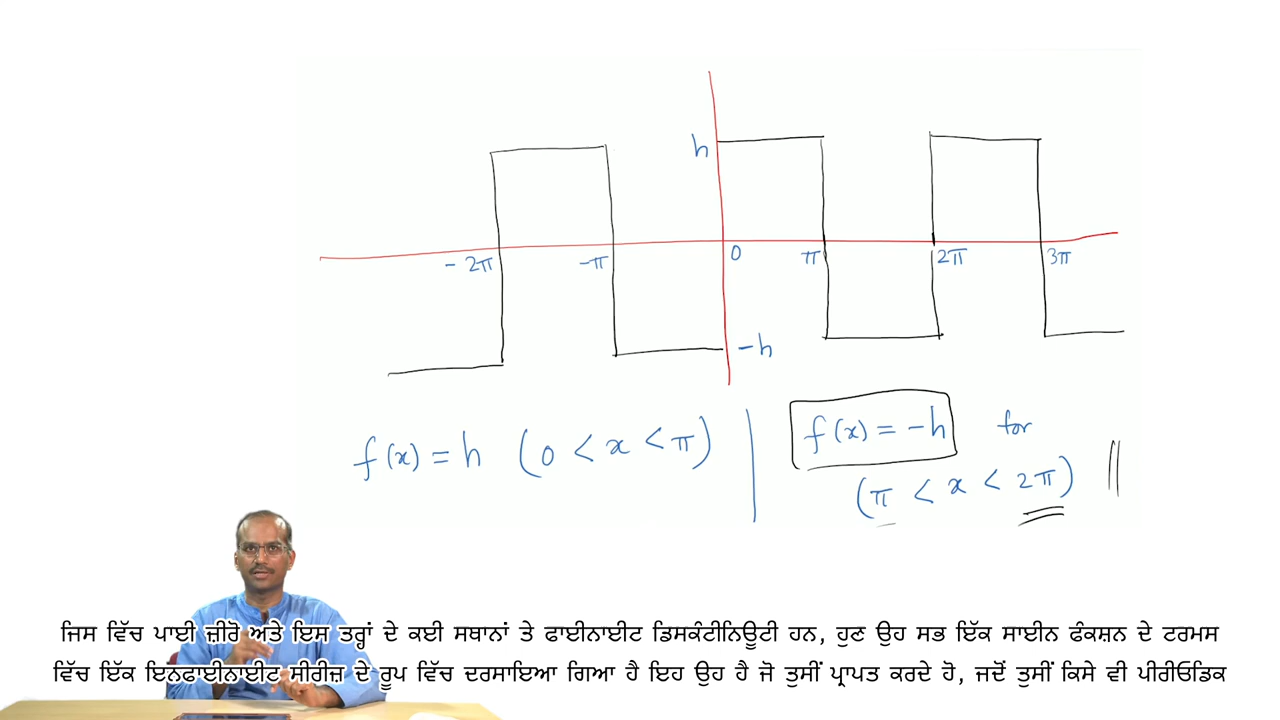 h
- 2π -π 0 π 2π 3π
-h
f(x) = h (0 < x < π) f(x) = -h for
(π < x < 2π)
ਜਿਸ ਵਿੱਚ ਪਾਈ ਜ਼ੀਰੋ ਅਤੇ ਇਸ ਤਰ੍ਹਾਂ ਦੇ ਕਈ ਸਥਾਨਾਂ ਤੇ ਫਾਈਨਾਈਟ ਡਿਸਕੰਟੀਨਿਊਟੀ ਹਨ, ਹੁਣ ਉਹ ਸਭ ਇੱਕ ਸਾਈਨ ਫੰਕਸ਼ਨ ਦੇ ਟਰਮਸ
ਵਿੱਚ ਇੱਕ ਇਨਫਾਈਨਾਈਟ ਸੀਰੀਜ਼ ਦੇ ਰੂਪ ਵਿੱਚ ਦਰਸਾਇਆ ਗਿਆ ਹੈ ਇਹ ਉਹ ਹੈ ਜੋ ਤੁਸੀਂ ਪ੍ਰਾਪਤ ਕਰਦੇ ਹੋ, ਜਦੋਂ ਤੁਸੀਂ ਕਿਸੇ ਵੀ ਪੀਰੀਓਡਿਕ